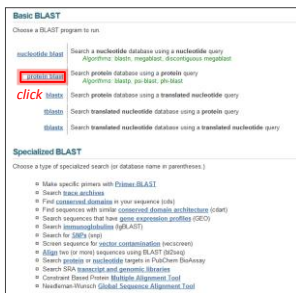 Basic BLAST
Choose a BLAST program to run.
nucleotide blast Search a nucleotide database using a nucleotide query
Algorithms: blastn, megablast, discontiguous megablast
protein blast Search protein database using a protein query
Algorithms: blastp, psi-blast, phi-blast
click
blastx Search protein database using a translated nucleotide query
tblastn Search translated nucleotide database using a protein query
tblastx Search translated nucleotide database using a translated nucleotide query
Specialized BLAST
Choose a type of specialized search (or database name in parentheses.)
Make specific primers with Primer-BLAST
Search trace archives
Find conserved domains in your sequence (cds)
Find sequences with similar conserved domain architecture (cdart)
Search sequences that have gene expression profiles (GEO)
Search immunoglobulins (IgBLAST)
Search for SNPs (snp)
Screen sequence for vector contamination (vecscreen)
Align two (or more) sequences using BLAST (bl2seq)
Search protein or nucleotide targets in PubChem BioAssay
Search SRA transcript and genomic libraries
Constraint Based Protein Multiple Alignment Tool
Needleman-Wunsch Global Sequence Alignment Tool